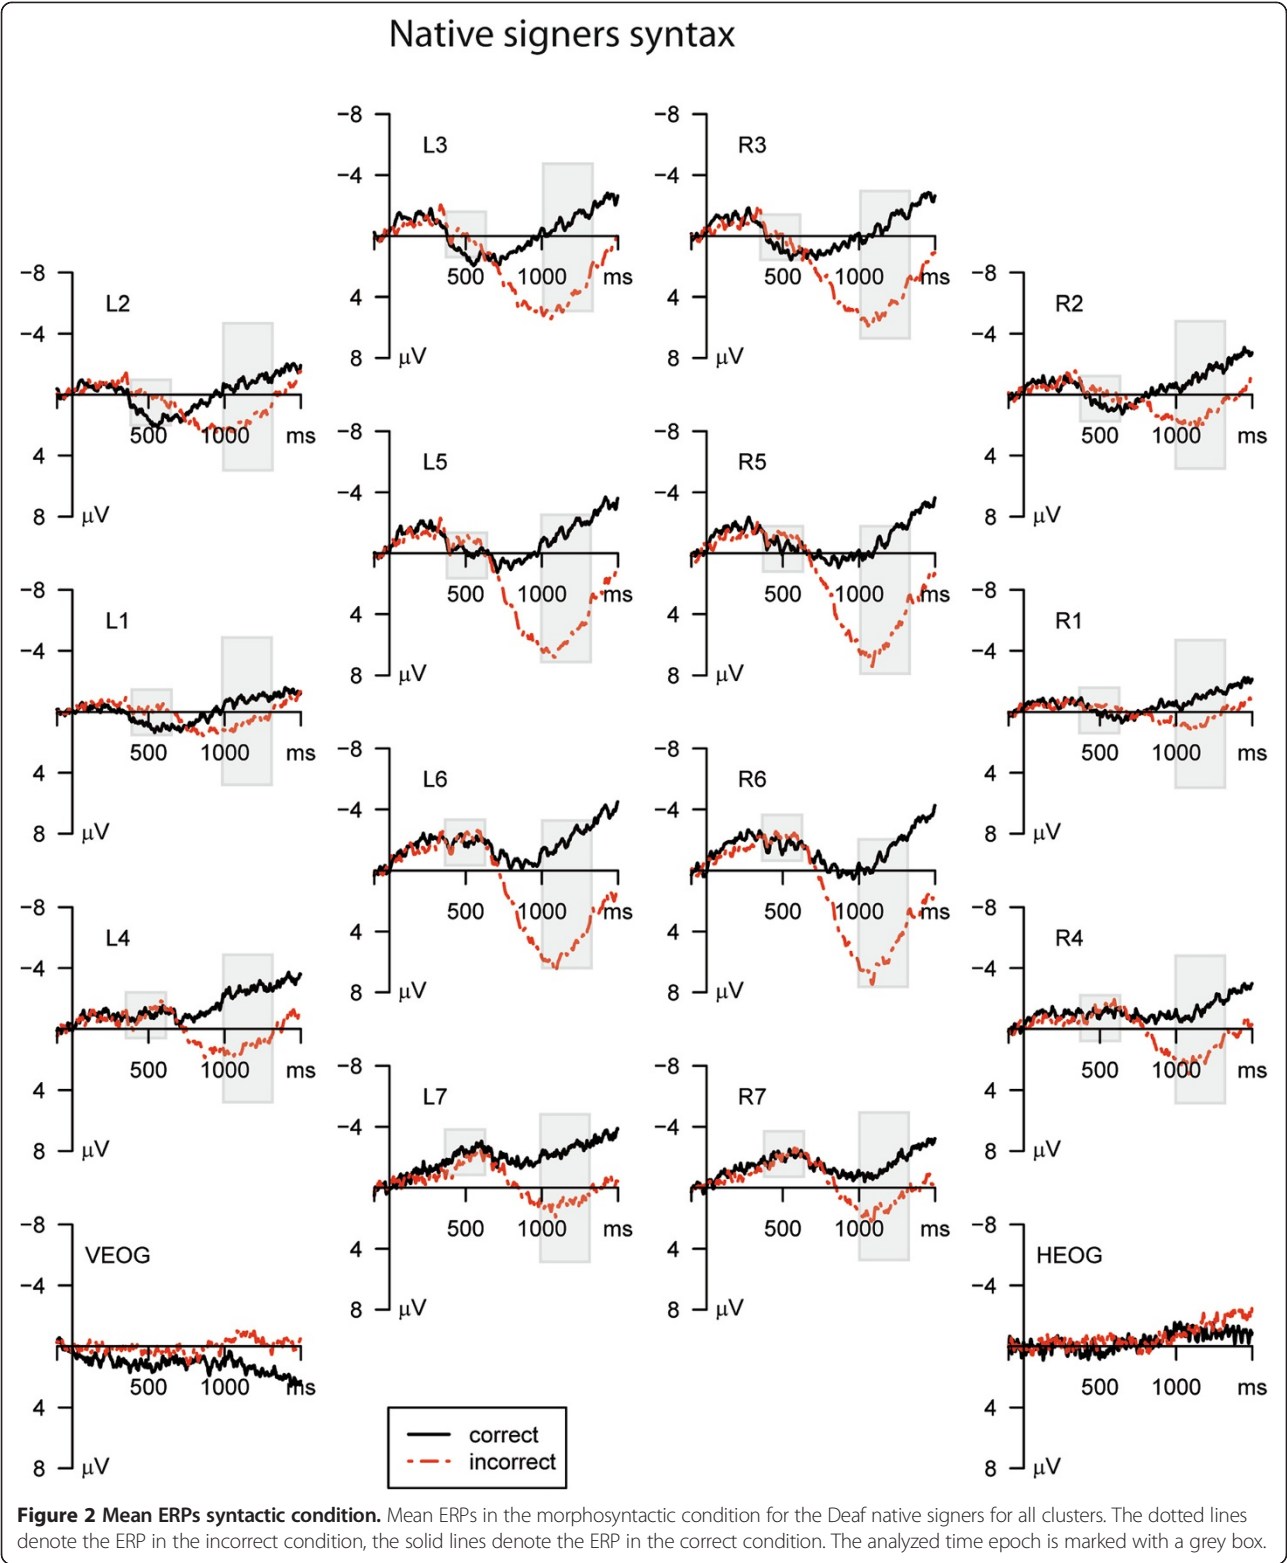 Native signers syntax
−8
−4
4
8
μV
L3
500
1000
ms
−8
−4
4
8
μV
R3
500
1000
ms
−8
−4
4
8
μV
L2
500
1000
ms
−8
−4
4
8
μV
R2
500
1000
ms
−8
−4
4
8
μV
L5
500
1000
ms
−8
−4
4
8
μV
R5
500
1000
ms
−8
−4
4
8
μV
L1
500
1000
ms
−8
−4
4
8
μV
R1
500
1000
ms
−8
−4
4
8
μV
L6
500
1000
ms
−8
−4
4
8
μV
R6
500
1000
ms
−8
−4
4
8
μV
L4
500
1000
ms
−8
−4
4
8
μV
R4
500
1000
ms
−8
−4
4
8
μV
L7
500
1000
ms
−8
−4
4
8
μV
R7
500
1000
ms
−8
−4
4
8
μV
VEOG
500
1000
ms
−8
−4
4
8
μV
HEOG
500
1000
ms
correct
incorrect
Figure 2 Mean ERPs syntactic condition. Mean ERPs in the morphosyntactic condition for the Deaf native signers for all clusters. The dotted lines
denote the ERP in the incorrect condition, the solid lines denote the ERP in the correct condition. The analyzed time epoch is marked with a grey box.